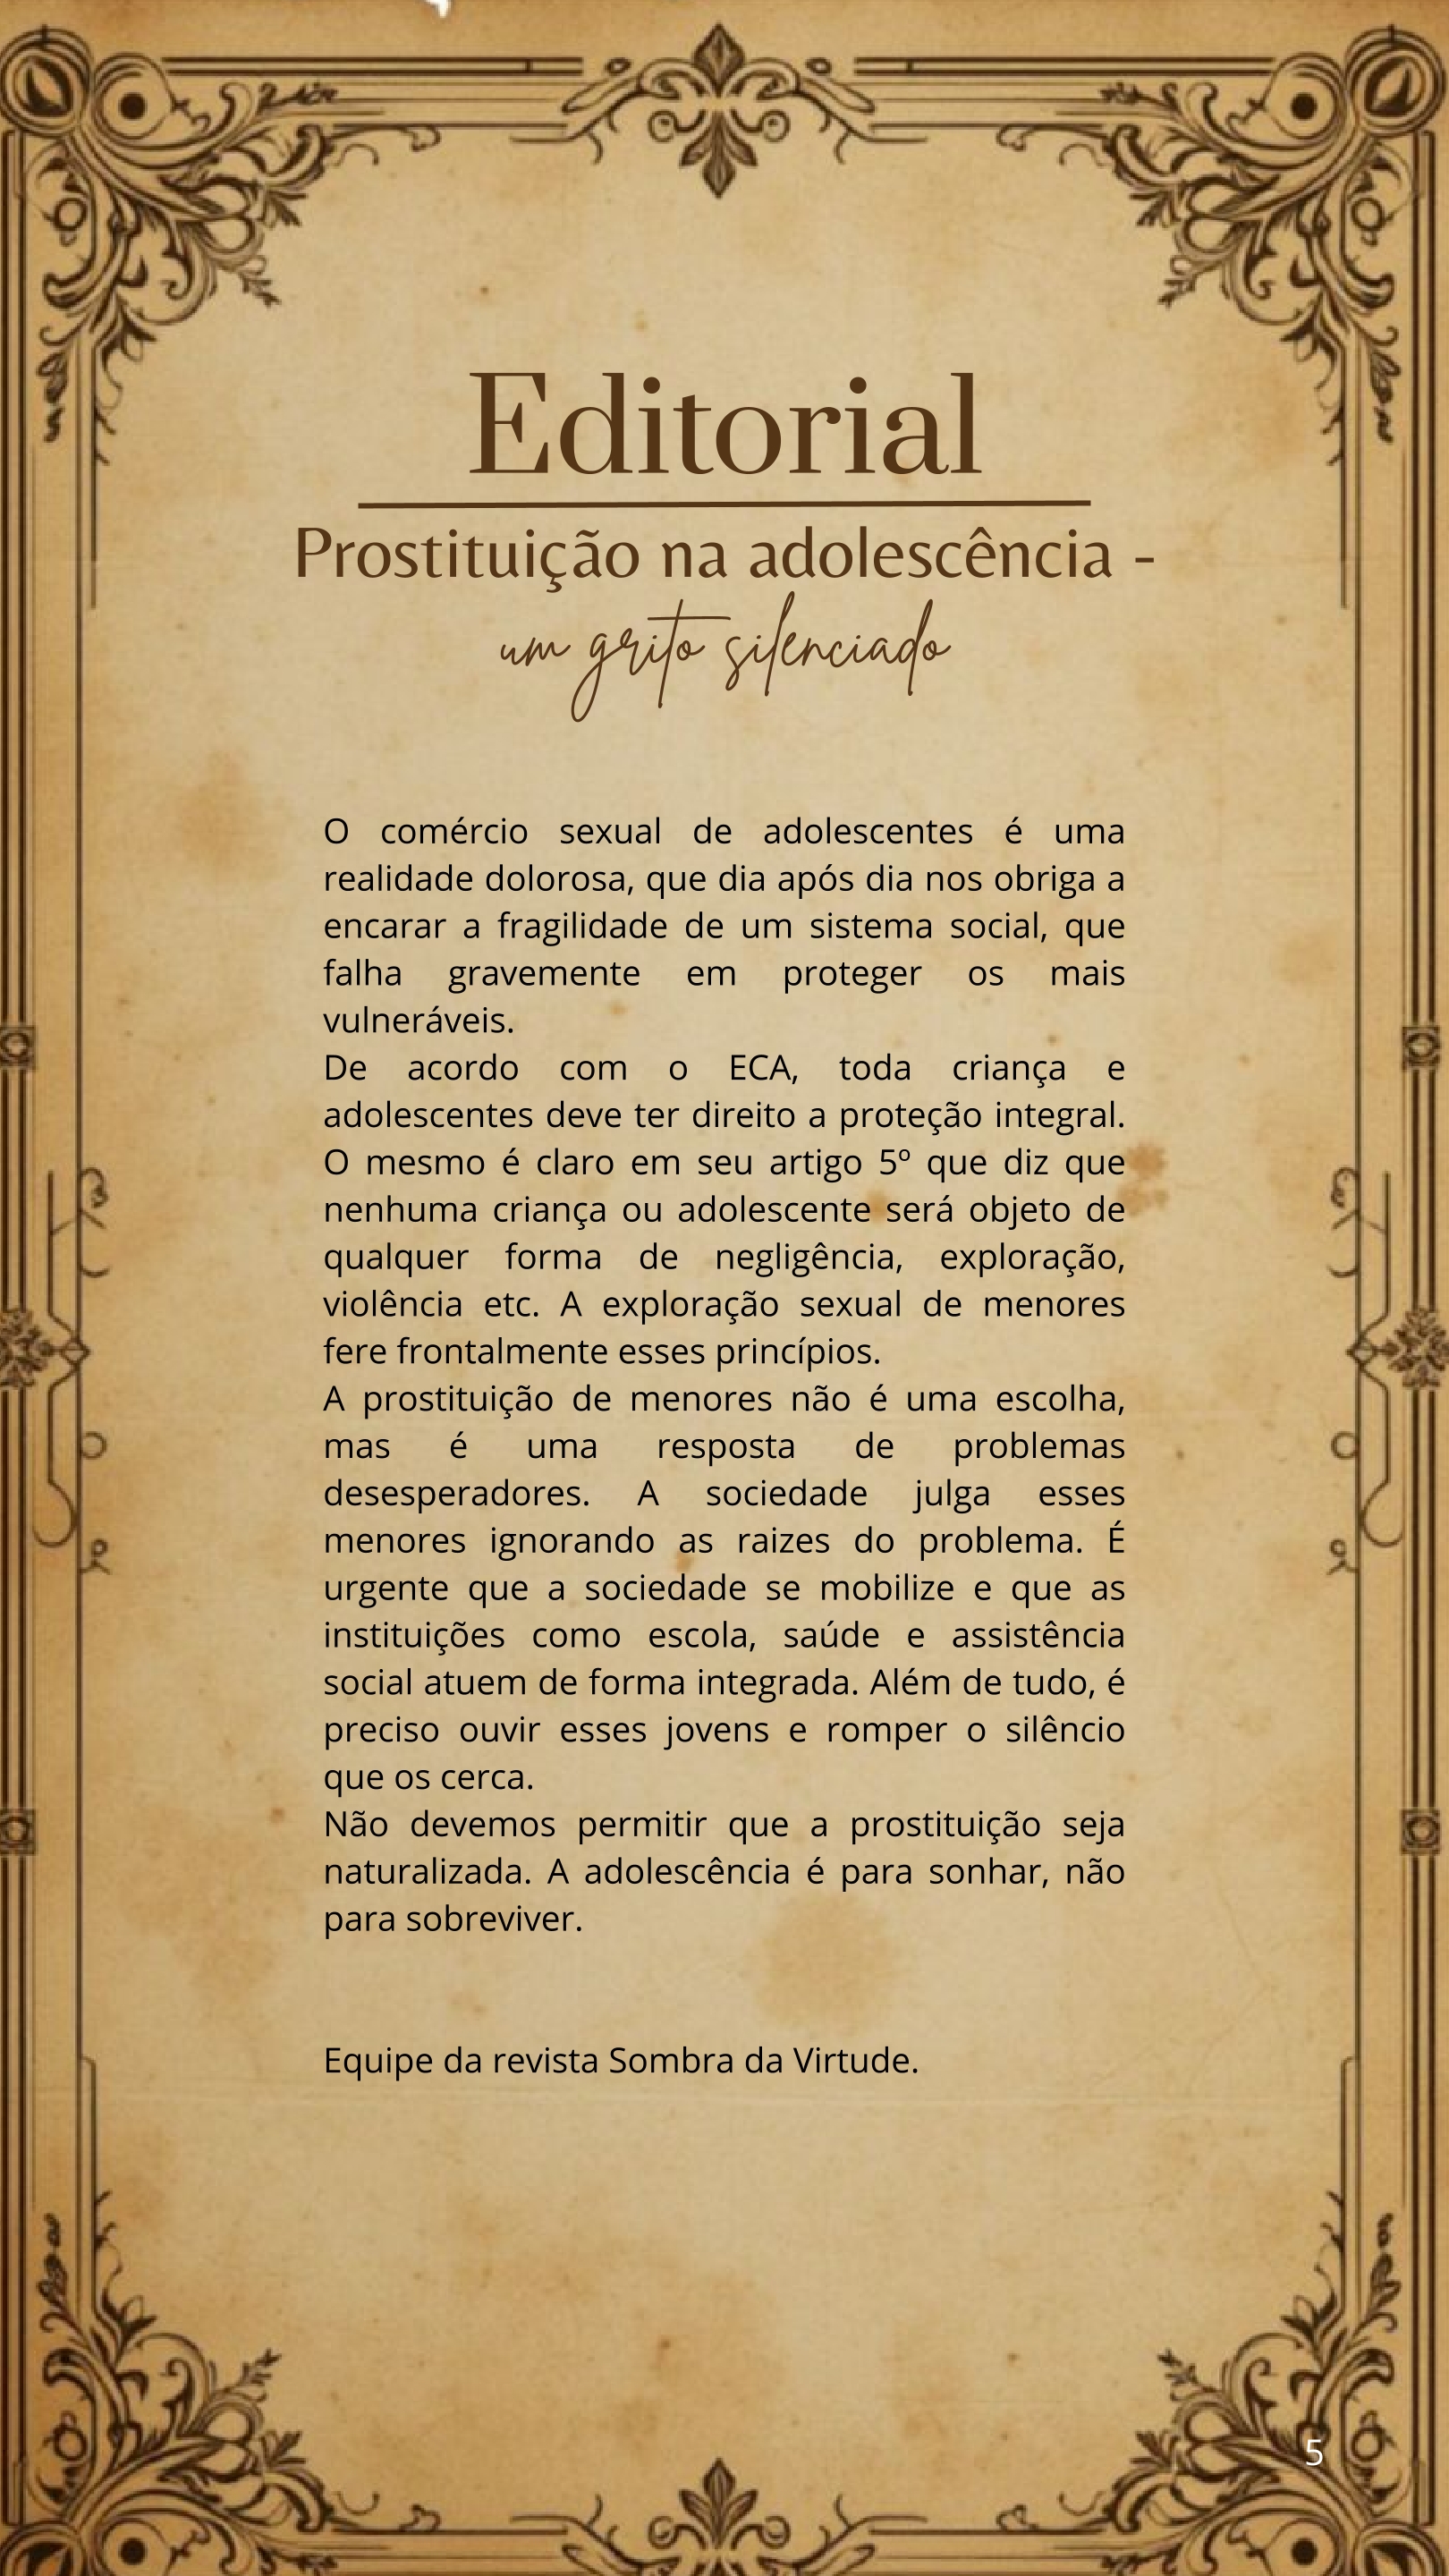 Editorial
Prostituição na adolescência -
um grito silenciado
O comércio sexual de adolescentes é uma
realidade dolorosa, que dia após dia nos obriga a
encarar a fragilidade de um sistema social, que
falha gravemente em proteger os mais
vulneráveis.
De acordo com o ECA, toda criança e
adolescentes deve ter direito a proteção integral.
O mesmo é claro em seu artigo 5º que diz que
nenhuma criança ou adolescente será objeto de
qualquer forma de negligência, exploração,
violência etc. A exploração sexual de menores
fere frontalmente esses princípios.
A prostituição de menores não é uma escolha,
mas é uma resposta de problemas
desesperadores. A sociedade julga esses
menores ignorando as raizes do problema. É
urgente que a sociedade se mobilize e que as
instituições como escola, saúde e assistência
social atuem de forma integrada. Além de tudo, é
preciso ouvir esses jovens e romper o silêncio
que os cerca.
Não devemos permitir que a prostituição seja
naturalizada. A adolescência é para sonhar, não
para sobreviver.
Equipe da revista Sombra da Virtude.
5